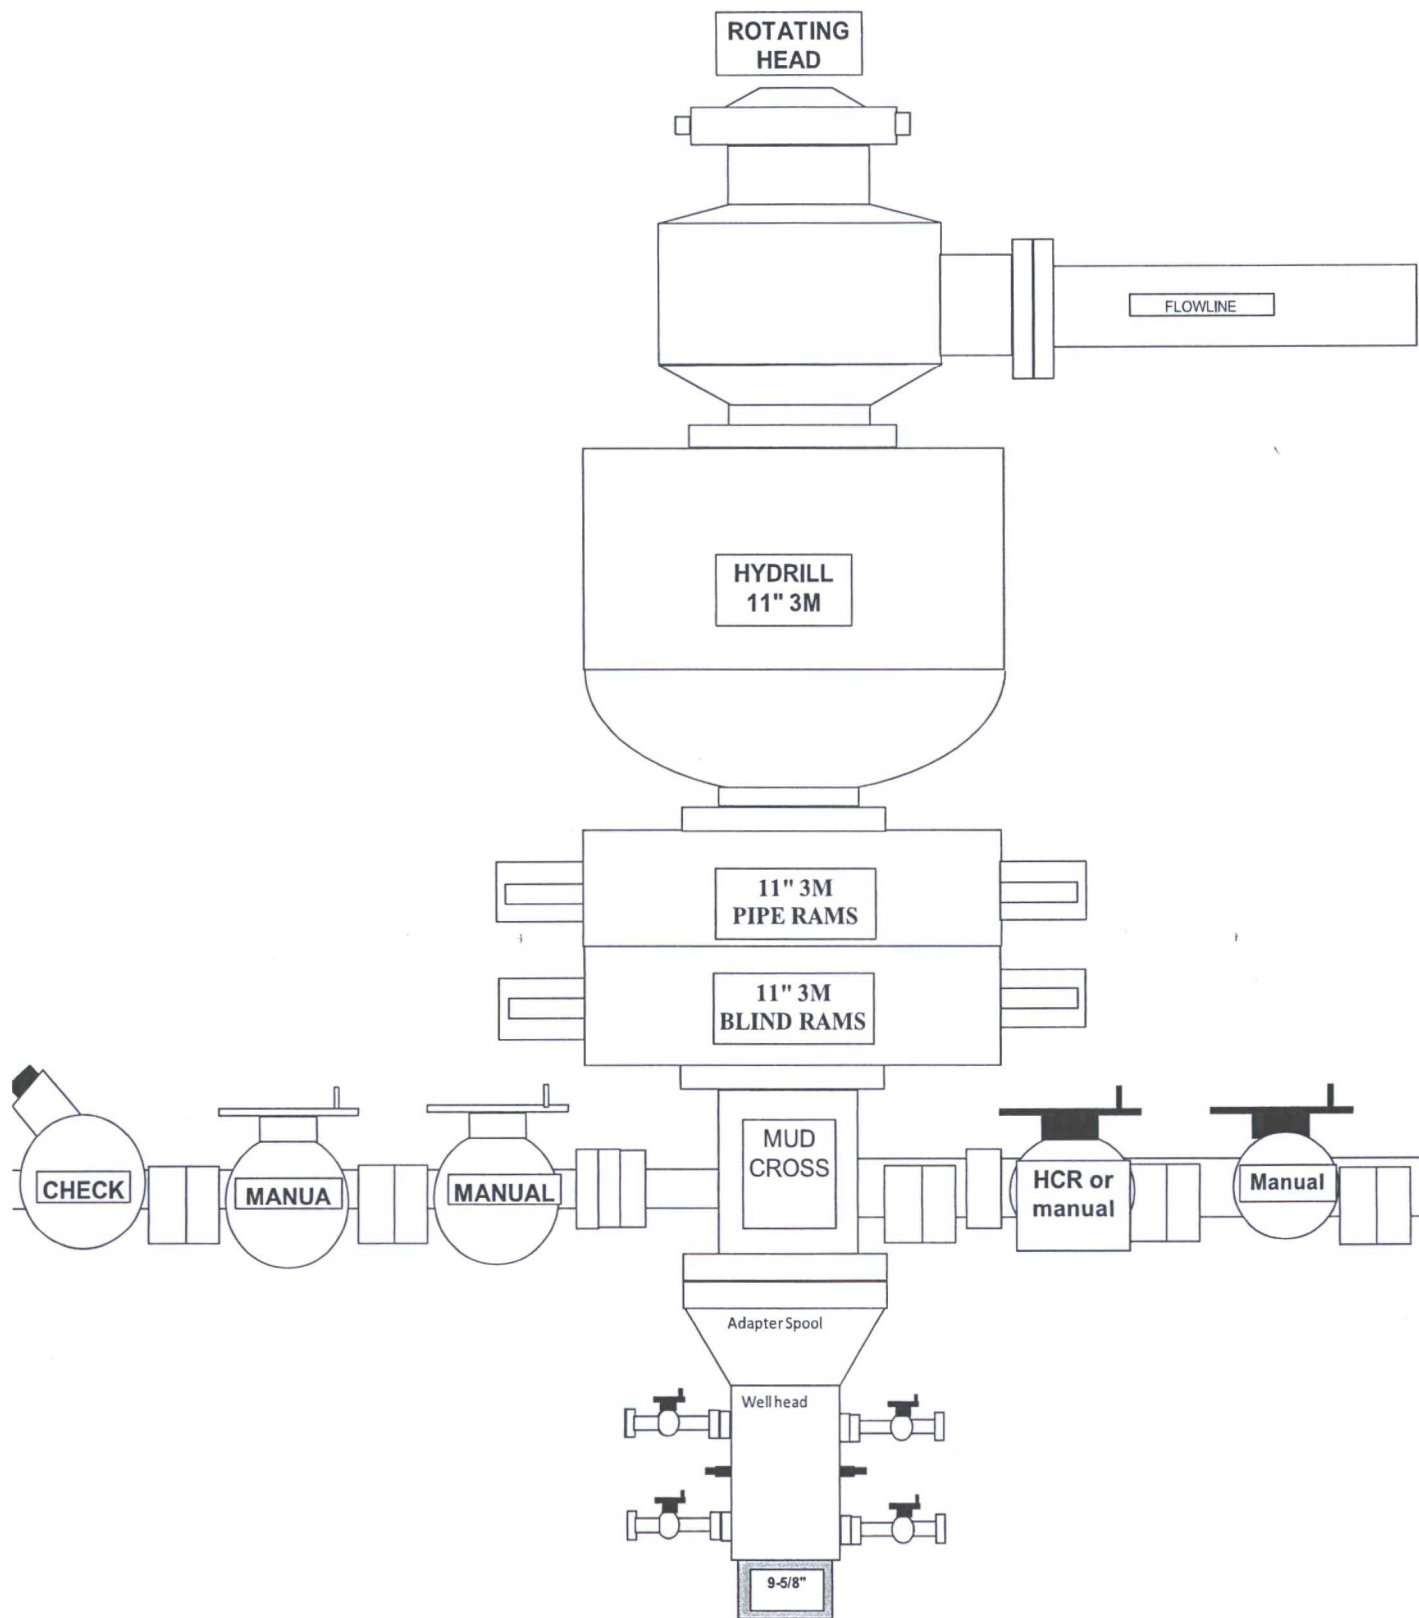 ROTATING
HEAD
FLOWLINE
HYDRILL
11" 3M
11" 3M
PIPE RAMS
11" 3M
BLIND RAMS
CHECK
MANUA
MANUAL
MUD
CROSS
HCR or
manual
Manual
Adapter Spool
Wellhead
9-5/8"